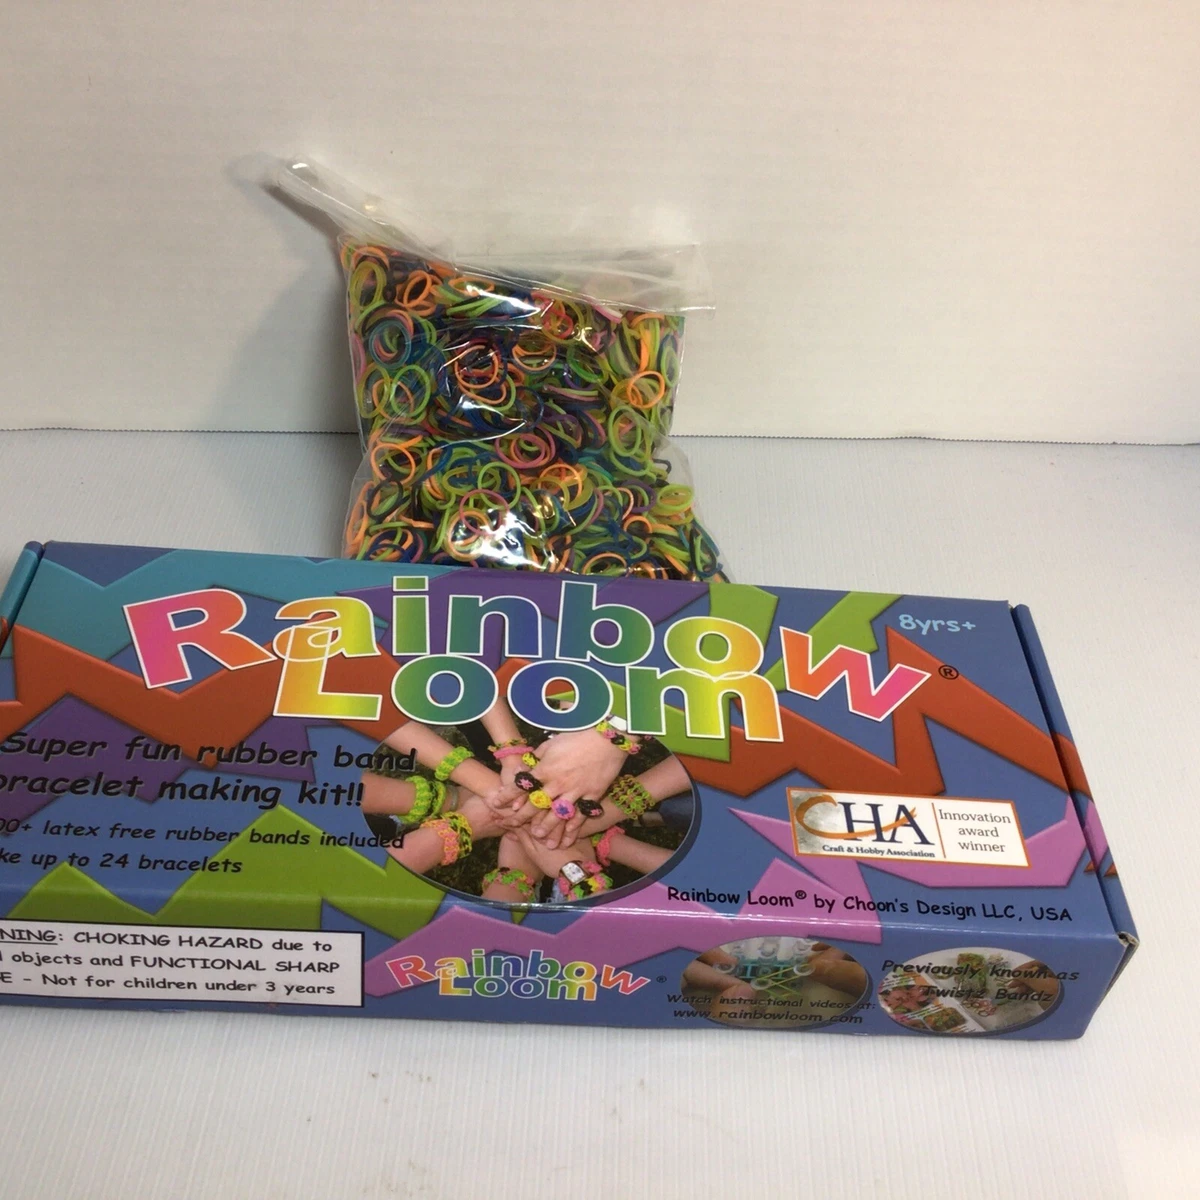 Rainbow
Loom®
8yrs+
Super fun rubber band
bracelet making kit!!
00+ latex free rubber bands included
ke up to 24 bracelets
CHA
Craft & Hobby Association
Innovation
award
winner
Rainbow Loom® by Choon's Design LLC, USA
NING: CHOKING HAZARD due to
objects and FUNCTIONAL SHARP
E - Not for children under 3 years
Rainbow
Loom®
Watch instructional videos at:
www.rainbowloom.com
Previously known as
Twistz Bandz